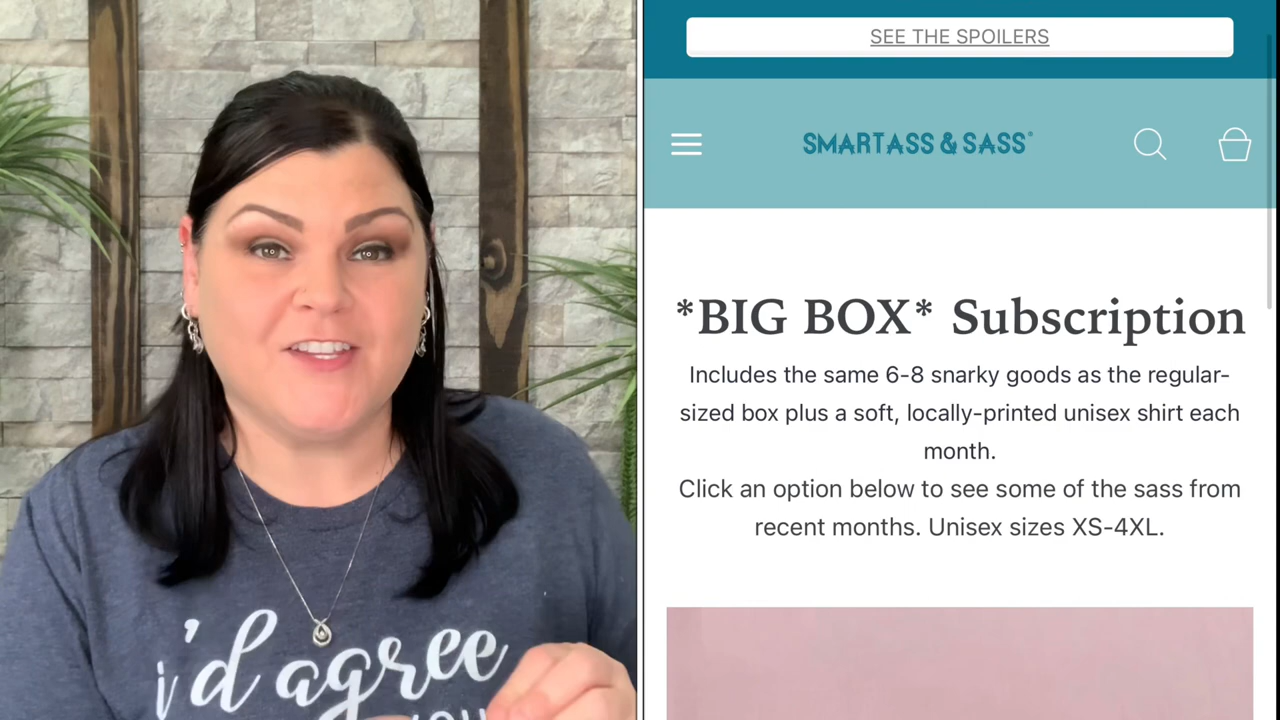 i'd agree
SEE THE SPOILERS
SMARTASS & SASS®
*BIG BOX* Subscription
Includes the same 6-8 snarky goods as the regular-
sized box plus a soft, locally-printed unisex shirt each
month.
Click an option below to see some of the sass from
recent months. Unisex sizes XS-4XL.